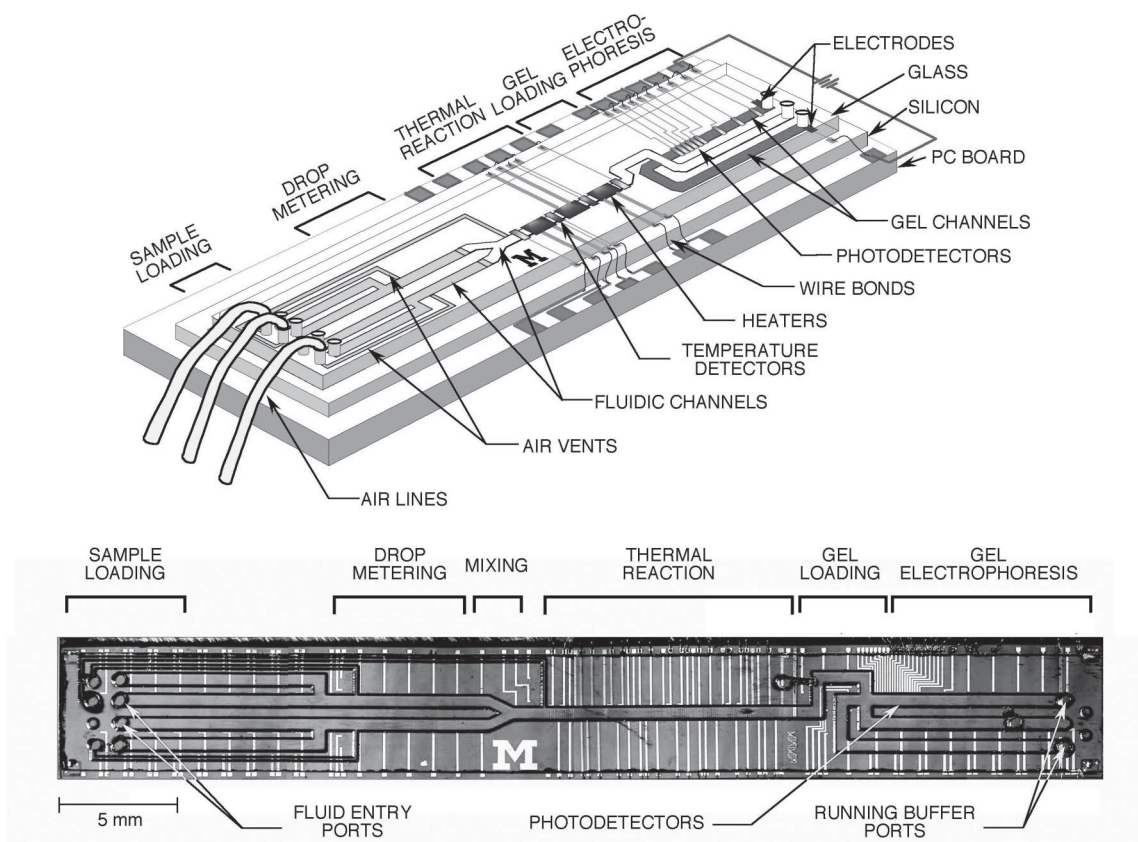 ELECTRO-
PHORESIS
GEL
LOADING
THERMAL
REACTION
DROP
METERING
SAMPLE
LOADING
ELECTRODES
GLASS
SILICON
PC BOARD
GEL CHANNELS
PHOTODETECTORS
WIRE BONDS
HEATERS
TEMPERATURE
DETECTORS
FLUIDIC CHANNELS
AIR VENTS
AIR LINES
M
SAMPLE
LOADING
DROP
METERING
MIXING
THERMAL
REACTION
GEL
LOADING
GEL
ELECTROPHORESIS
M
5 mm
FLUID ENTRY
PORTS
PHOTODETECTORS
RUNNING BUFFER
PORTS